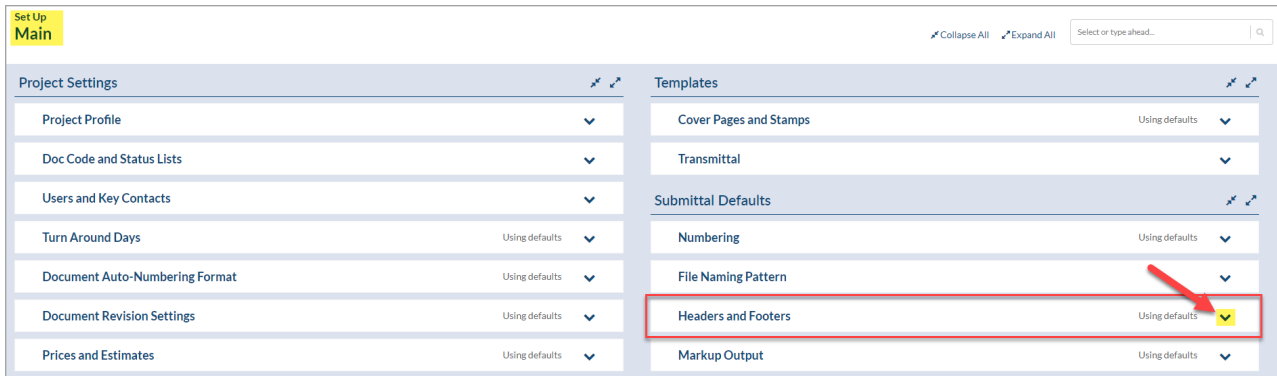 Set Up
Main
Collapse All
Expand All
Select or type ahead...
Project Settings
Project Profile
Doc Code and Status Lists
Users and Key Contacts
Turn Around Days
Using defaults
Document Auto-Numbering Format
Using defaults
Document Revision Settings
Using defaults
Prices and Estimates
Using defaults
Templates
Cover Pages and Stamps
Using defaults
Transmittal
Submittal Defaults
Numbering
Using defaults
File Naming Pattern
Headers and Footers
Using defaults
Markup Output
Using defaults